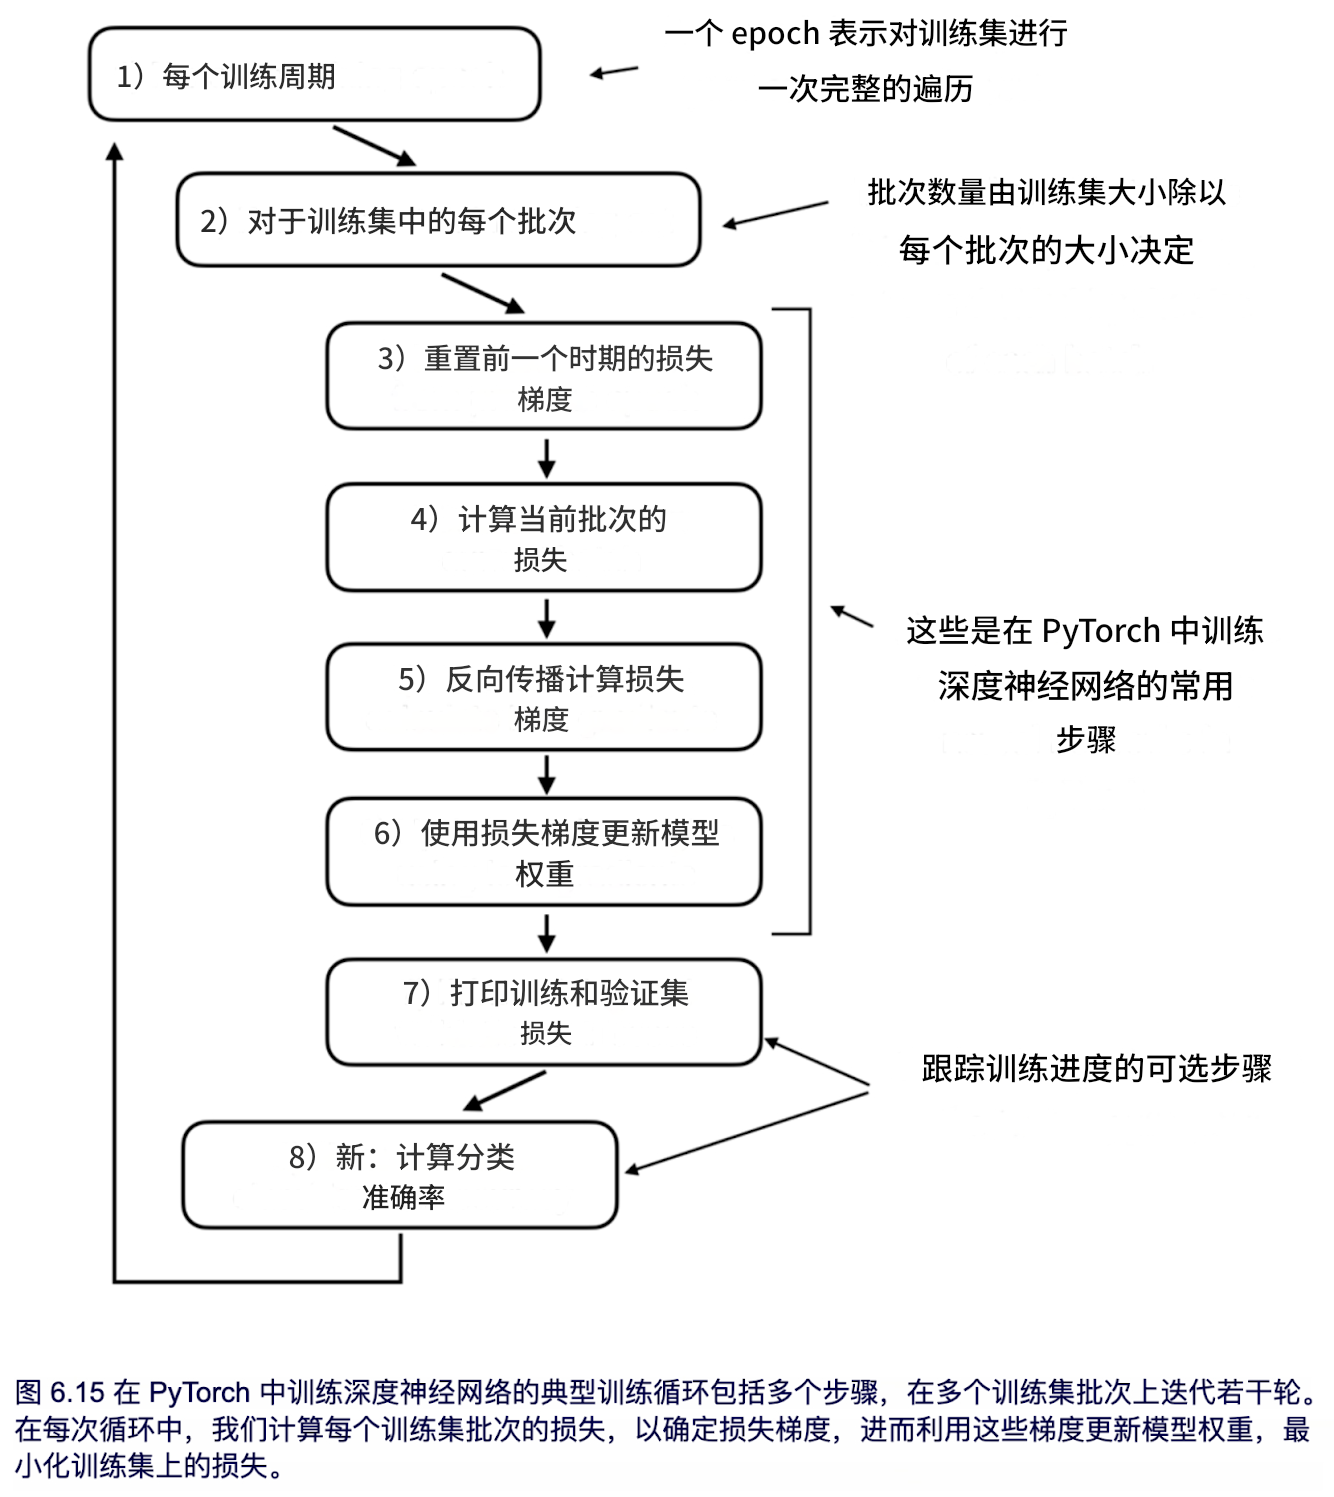 一个 epoch 表示对训练集进行
一次完整的遍历
1）每个训练周期
批次数量由训练集大小除以
每个批次的大小决定
2）对于训练集中的每个批次
3）重置前一个时期的损失
梯度
4）计算当前批次的
损失
5）反向传播计算损失
梯度
6）使用损失梯度更新模型
权重
这些是在 PyTorch 中训练
深度神经网络的常用
步骤
7）打印训练和验证集
损失
跟踪训练进度的可选步骤
8）新：计算分类
准确率
图 6.15 在 PyTorch 中训练深度神经网络的典型训练循环包括多个步骤，在多个训练集批次上迭代若干轮。
在每次循环中，我们计算每个训练集批次的损失，以确定损失梯度，进而利用这些梯度更新模型权重，最
小化训练集上的损失。